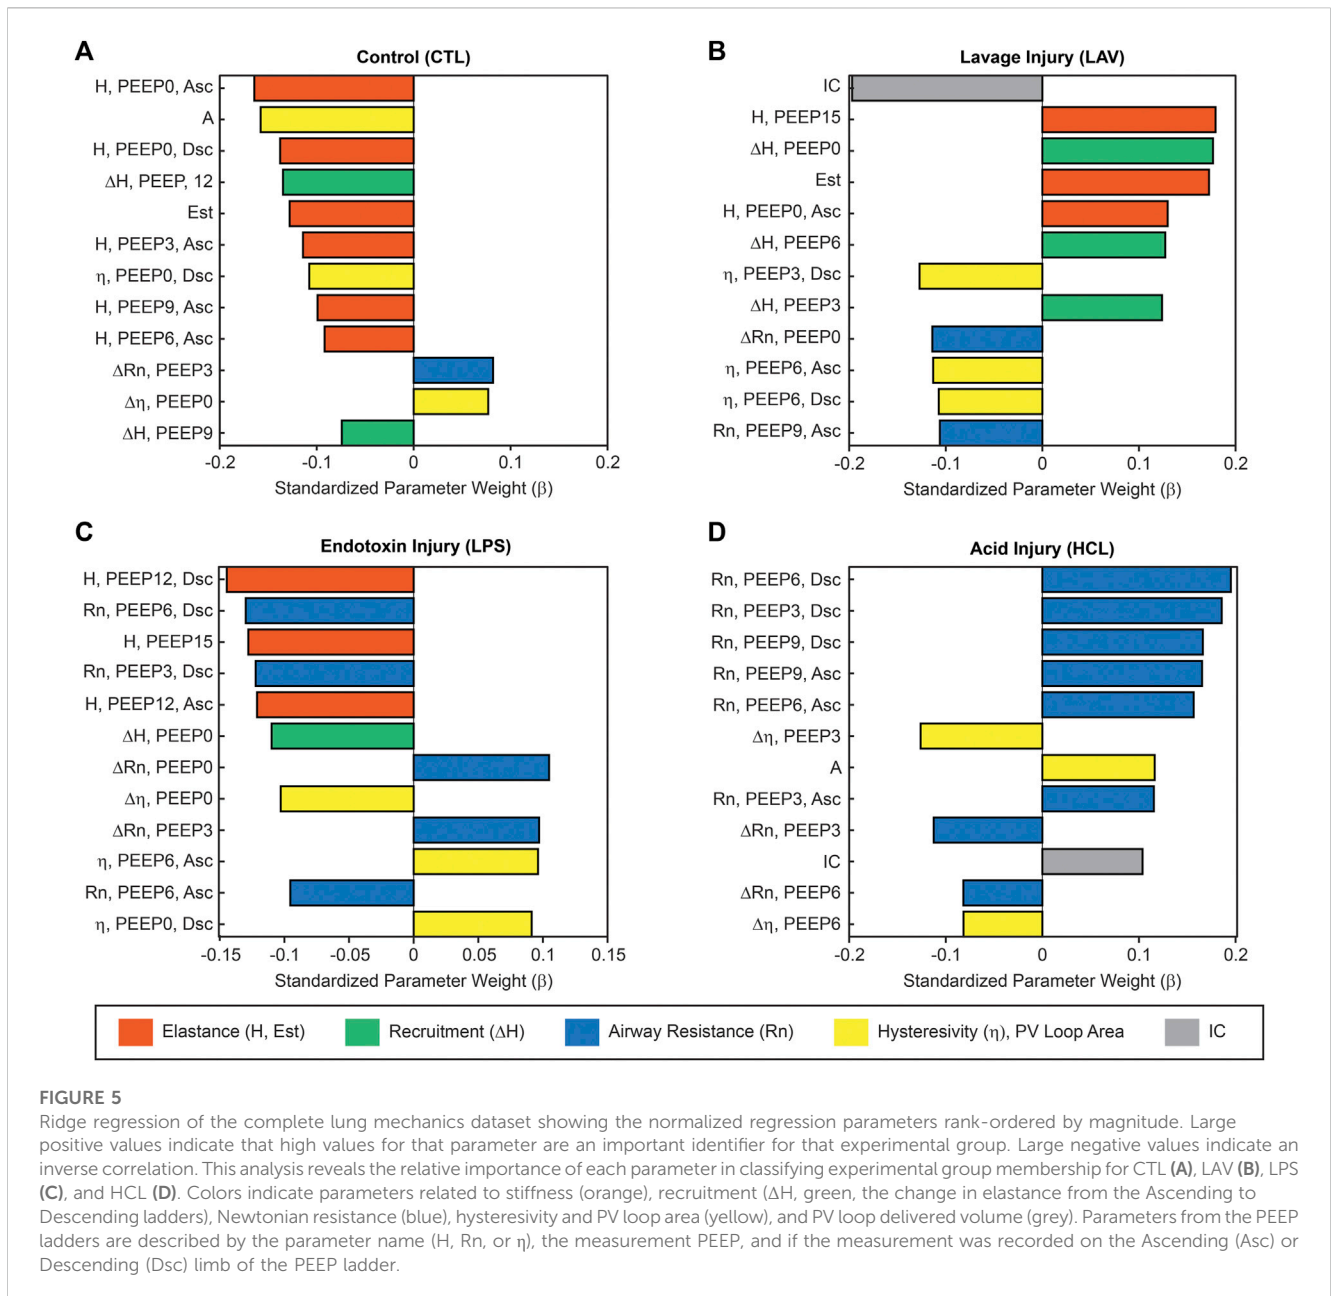 A
Control (CTL)
H, PEEP0, Asc
A
H, PEEP0, Dsc
ΔH, PEEP, 12
Est
H, PEEP3, Asc
η, PEEP0, Dsc
H, PEEP9, Asc
H, PEEP6, Asc
ΔRn, PEEP3
Δη, PEEP0
ΔH, PEEP9
-0.2 -0.1 0 0.1 0.2
Standardized Parameter Weight (β)
B
Lavage Injury (LAV)
IC
H, PEEP15
ΔH, PEEP0
Est
H, PEEP0, Asc
ΔH, PEEP6
η, PEEP3, Dsc
ΔH, PEEP3
ΔRn, PEEP0
η, PEEP6, Asc
η, PEEP6, Dsc
Rn, PEEP9, Asc
-0.2 -0.1 0 0.1 0.2
Standardized Parameter Weight (β)
C
Endotoxin Injury (LPS)
H, PEEP12, Dsc
Rn, PEEP6, Dsc
H, PEEP15
Rn, PEEP3, Dsc
H, PEEP12, Asc
ΔH, PEEP0
ΔRn, PEEP0
Δη, PEEP0
ΔRn, PEEP3
η, PEEP6, Asc
Rn, PEEP6, Asc
η, PEEP0, Dsc
-0.15 -0.1 -0.05 0 0.05 0.1 0.15
Standardized Parameter Weight (β)
D
Acid Injury (HCL)
Rn, PEEP6, Dsc
Rn, PEEP3, Dsc
Rn, PEEP9, Dsc
Rn, PEEP9, Asc
Rn, PEEP6, Asc
Δη, PEEP3
A
Rn, PEEP3, Asc
ΔRn, PEEP3
IC
ΔRn, PEEP6
Δη, PEEP6
-0.2 -0.1 0 0.1 0.2
Standardized Parameter Weight (β)
Elastance (H, Est) Recruitment (ΔH) Airway Resistance (Rn) Hysteresivity (η), PV Loop Area IC
FIGURE 5
Ridge regression of the complete lung mechanics dataset showing the normalized regression parameters rank-ordered by magnitude. Large
positive values indicate that high values for that parameter are an important identifier for that experimental group. Large negative values indicate an
inverse correlation. This analysis reveals the relative importance of each parameter in classifying experimental group membership for CTL (A), LAV (B), LPS
(C), and HCL (D). Colors indicate parameters related to stiffness (orange), recruitment (ΔH, green, the change in elastance from the Ascending to
Descending ladders), Newtonian resistance (blue), hysteresivity and PV loop area (yellow), and PV loop delivered volume (grey). Parameters from the PEEP
ladders are described by the parameter name (H, Rn, or η), the measurement PEEP, and if the measurement was recorded on the Ascending (Asc) or
Descending (Dsc) limb of the PEEP ladder.